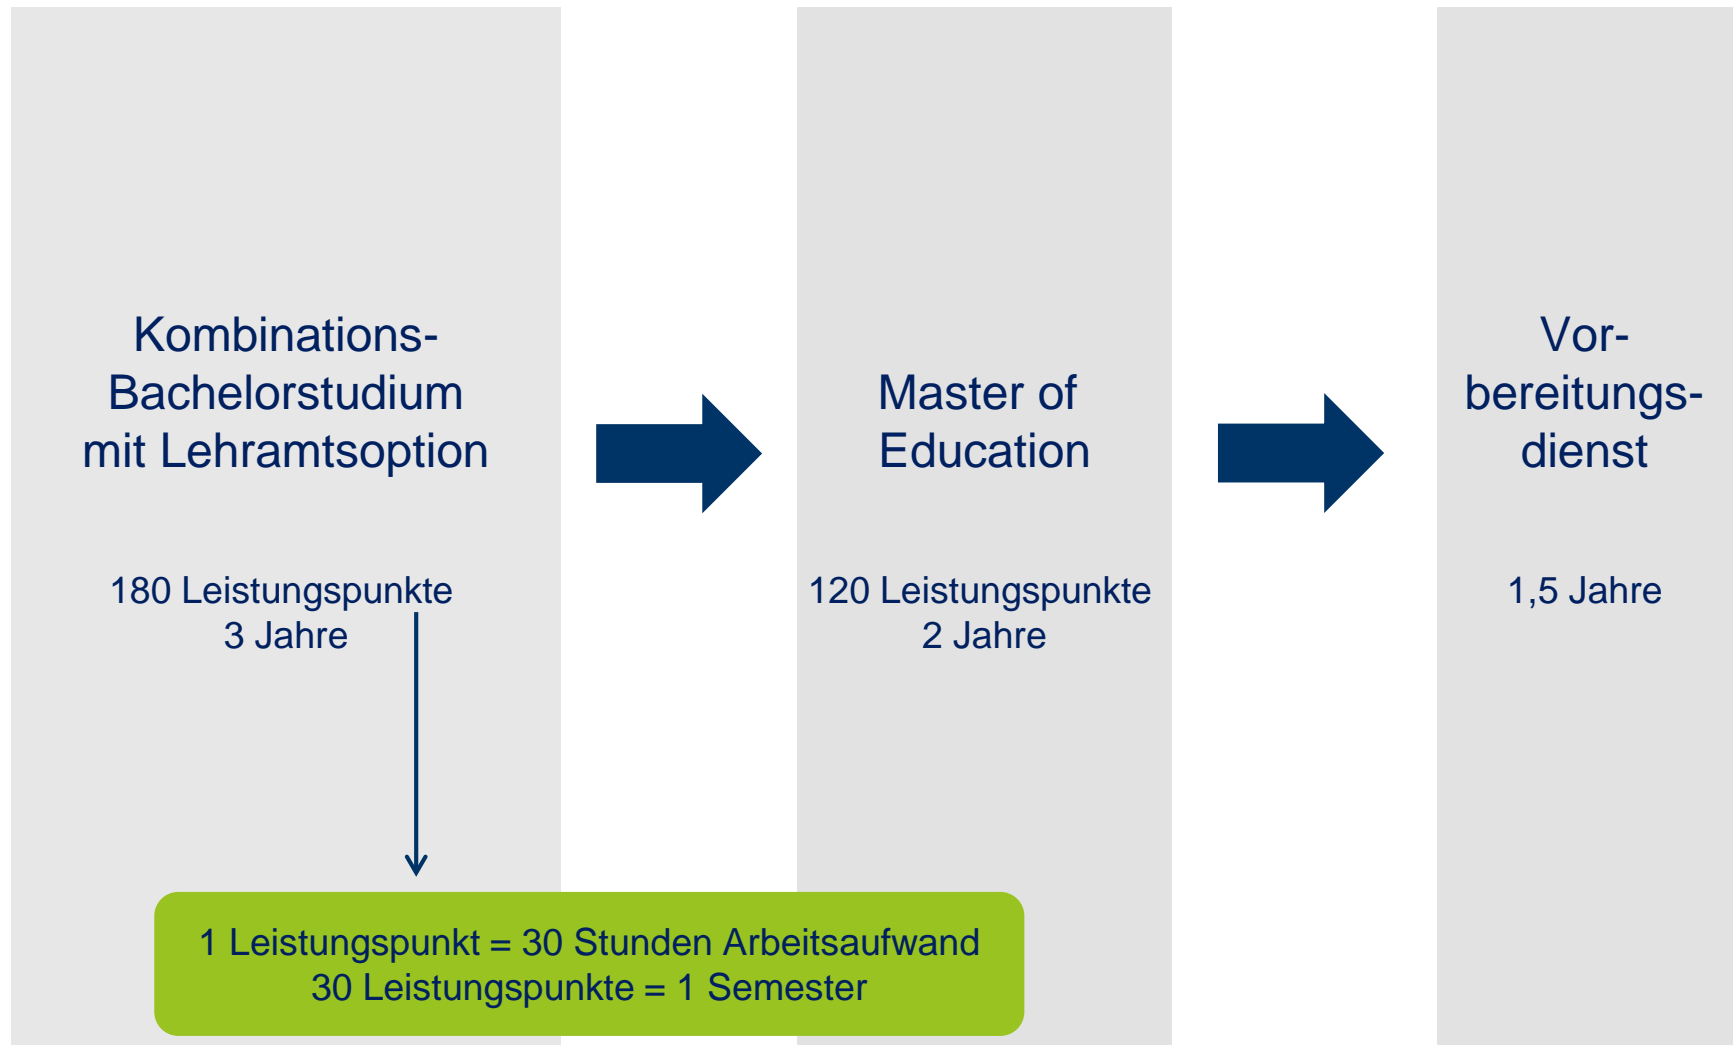 Kombinations-
Bachelorstudium
mit Lehramtsoption
180 Leistungspunkte
3 Jahre
Master of
Education
120 Leistungspunkte
2 Jahre
Vor-
bereitungs-
dienst
1,5 Jahre
1 Leistungspunkt = 30 Stunden Arbeitsaufwand
30 Leistungspunkte = 1 Semester